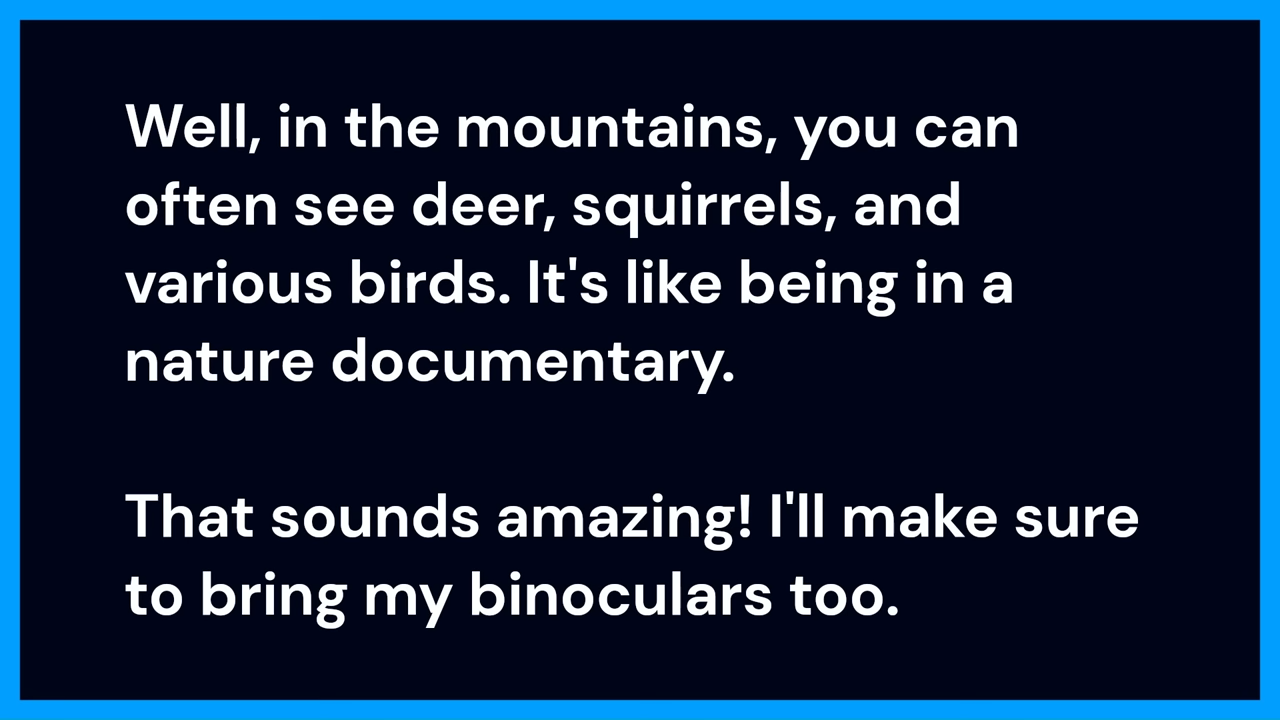 Well, in the mountains, you can
often see deer, squirrels, and
various birds. It's like being in a
nature documentary.
That sounds amazing! I'll make sure
to bring my binoculars too.